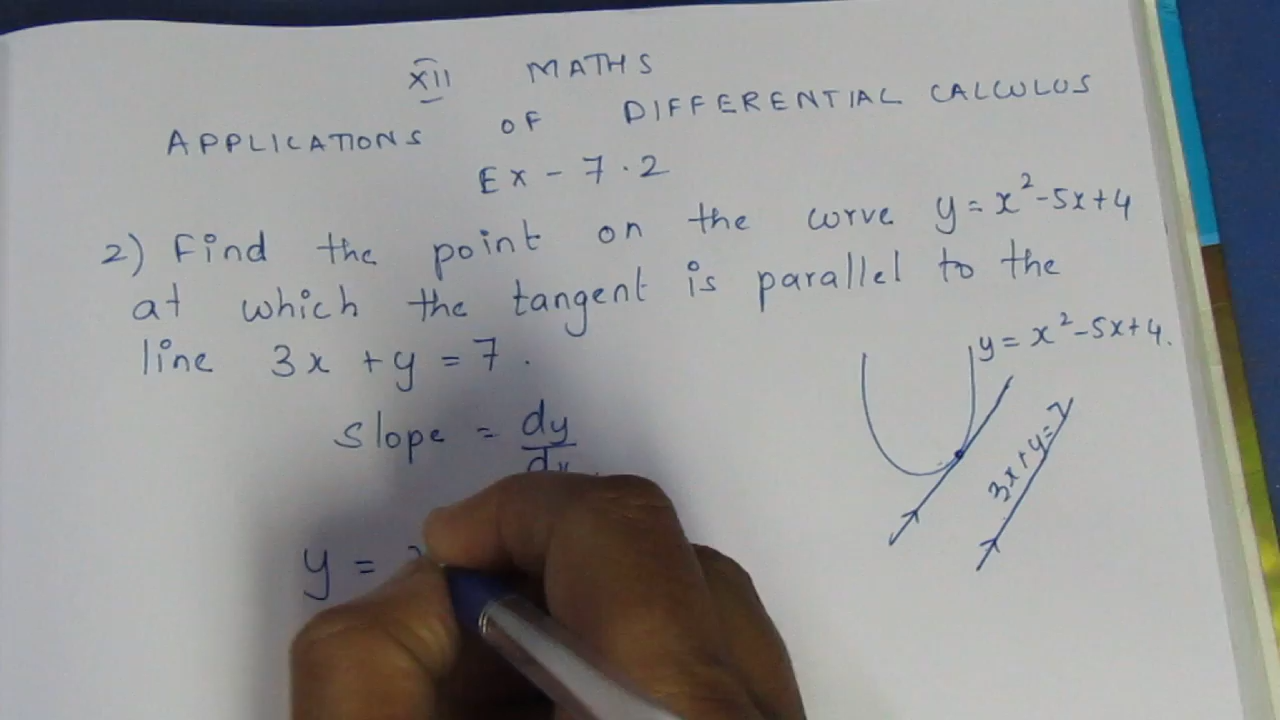 XII MATHS
APPLICATIONS OF DIFFERENTIAL CALCULUS
Ex - 7.2
2) Find the point on the curve y = x² - 5x + 4
at which the tangent is parallel to the
line 3x + y = 7.
y = x² - 5x + 4.
3x + y = 7
slope = dy/dx
y =